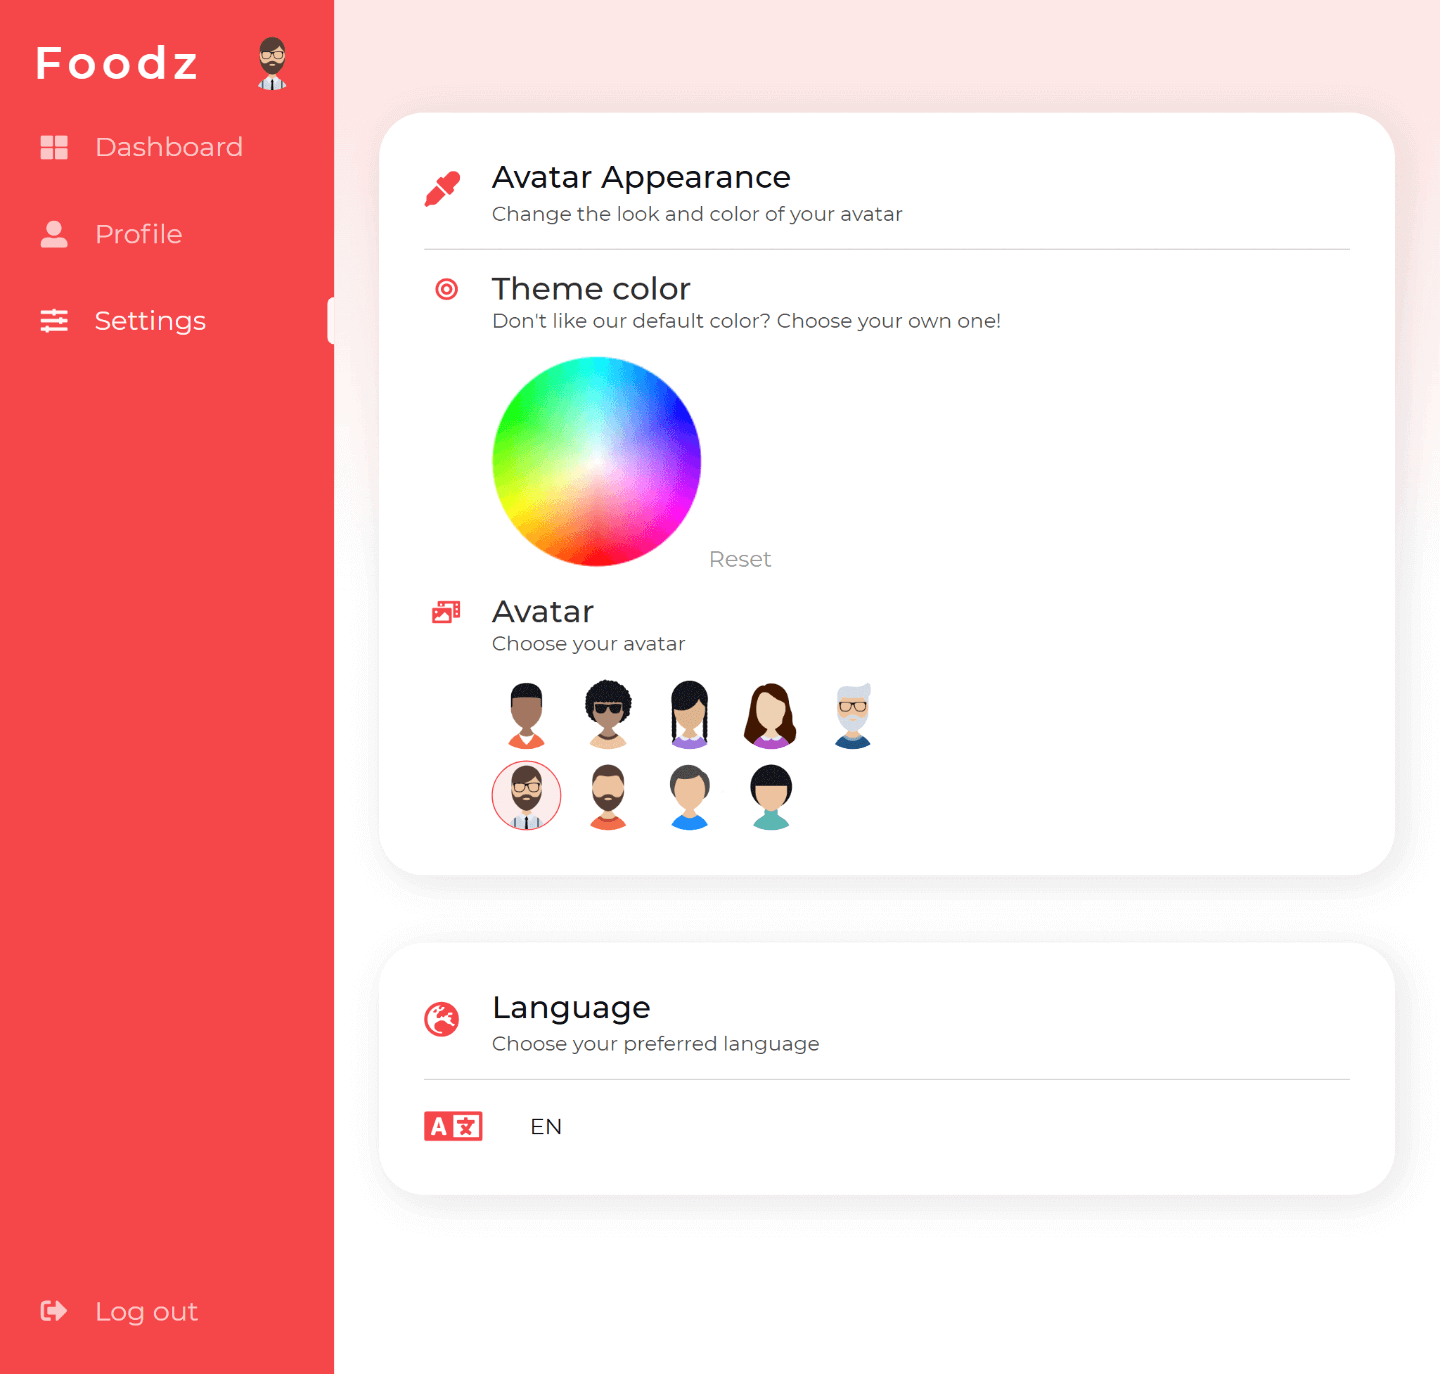 Foodz
Dashboard
Profile
Settings
Log out
Avatar Appearance
Change the look and color of your avatar
Theme color
Don't like our default color? Choose your own one!
Reset
Avatar
Choose your avatar
Language
Choose your preferred language
A 文
EN